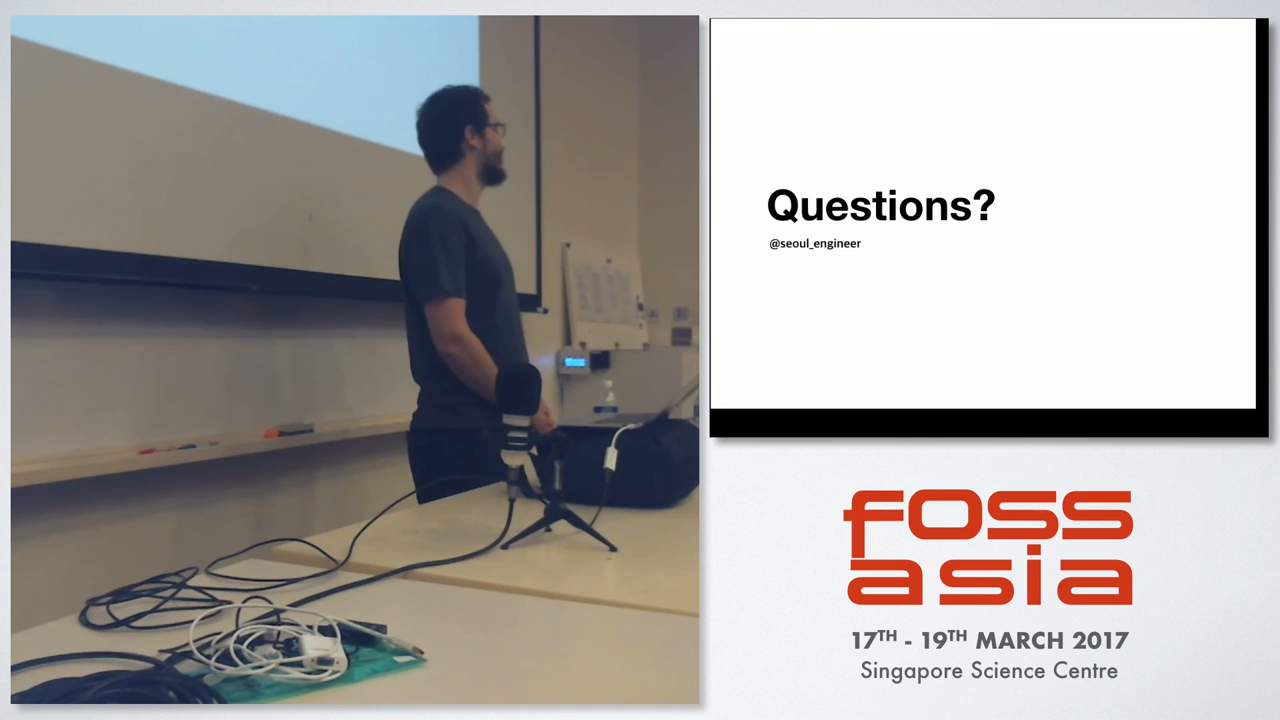 Questions?
@seoul_engineer
foss
asia
17TH - 19TH MARCH 2017
Singapore Science Centre